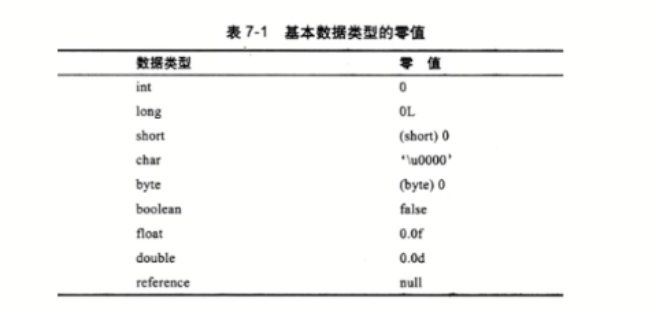 表 7-1 基本数据类型的零值
数据类型 零 值
int 0
long 0L
short (short) 0
char ‘\u0000’
byte (byte) 0
boolean false
float 0.0f
double 0.0d
reference null